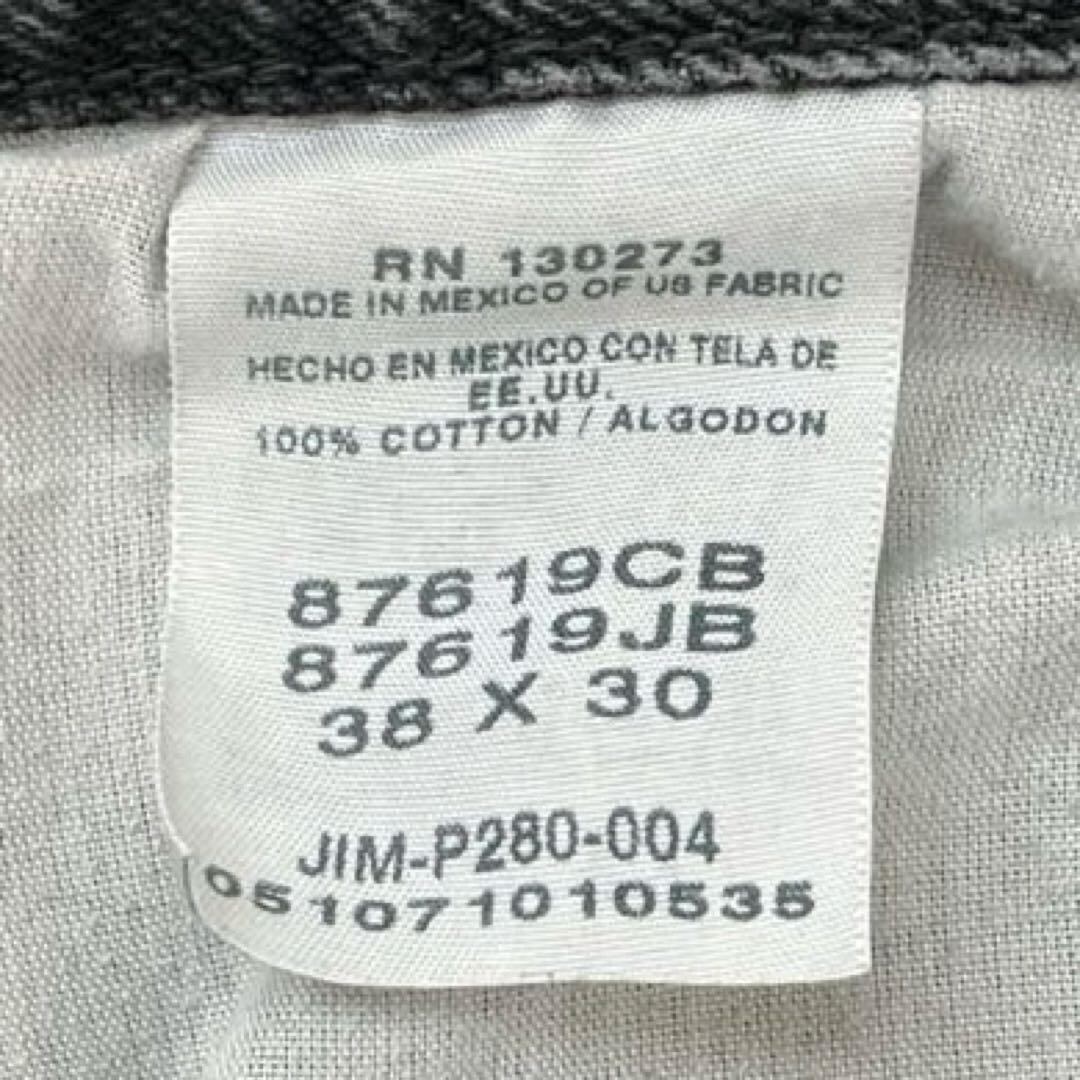 RN 130273
MADE IN MEXICO OF US FABRIC
HECHO EN MEXICO CON TELA DE
EE.UU.
100% COTTON / ALGODON
87619CB
87619JB
38 X 30
JIM-P280-004
051071010535